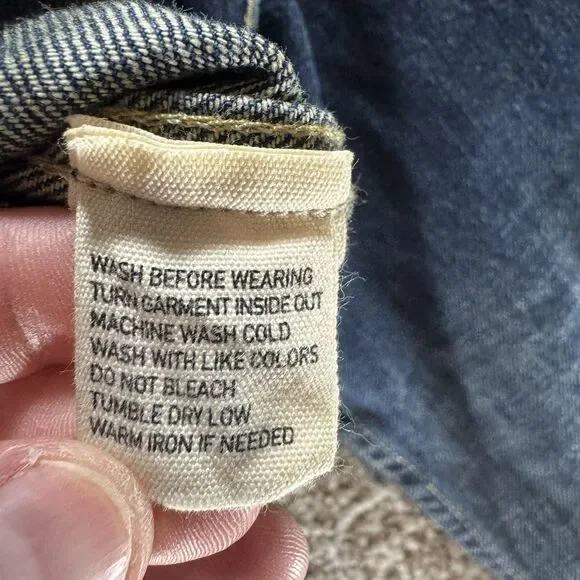 WASH BEFORE WEARING
TURN GARMENT INSIDE OUT
MACHINE WASH COLD
WASH WITH LIKE COLORS
DO NOT BLEACH
TUMBLE DRY LOW
WARM IRON IF NEEDED